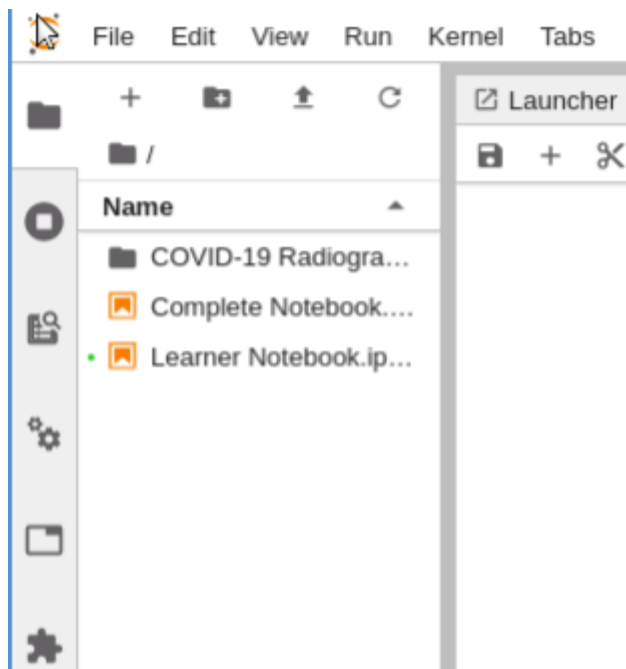 File Edit View Run Kernel Tabs
Launcher
/
Name
COVID-19 Radiogra...
Complete Notebook....
Learner Notebook.ip...